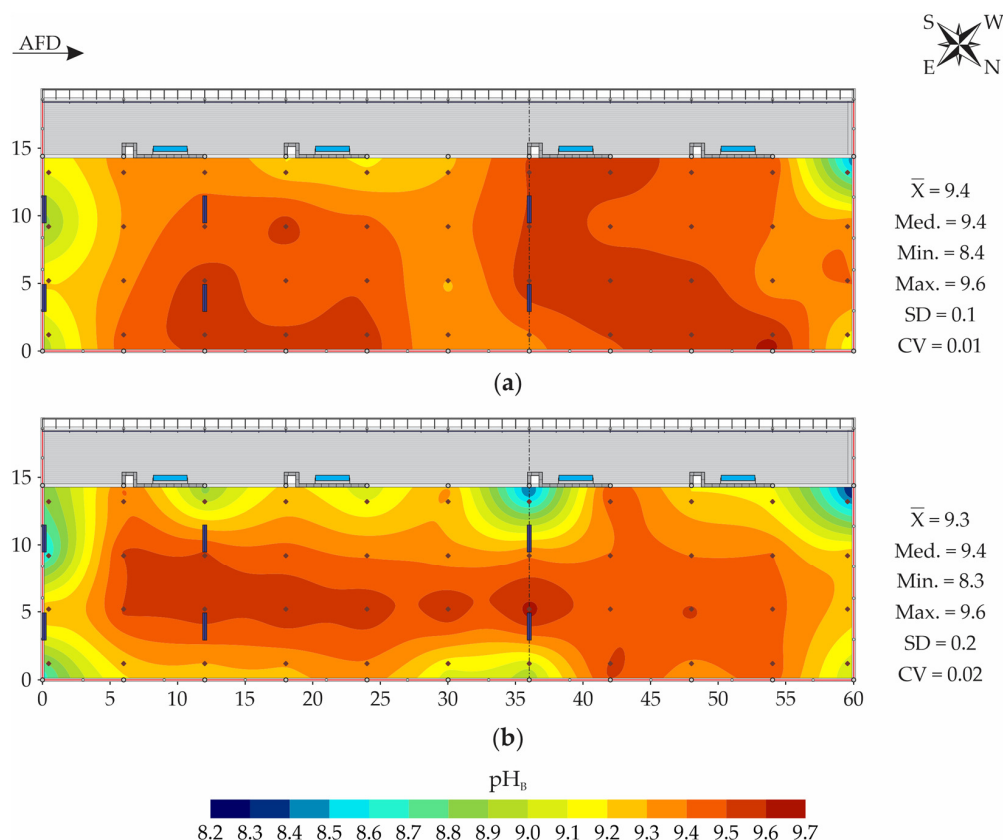 AFD
S W
E N
15
10
5
0
X̅ = 9.4
Med. = 9.4
Min. = 8.4
Max. = 9.6
SD = 0.1
CV = 0.01
(a)
15
10
5
0
0 5 10 15 20 25 30 35 40 45 50 55 60
X̅ = 9.3
Med. = 9.4
Min. = 8.3
Max. = 9.6
SD = 0.2
CV = 0.02
(b)
pH_B
8.2 8.3 8.4 8.5 8.6 8.7 8.8 8.9 9.0 9.1 9.2 9.3 9.4 9.5 9.6 9.7